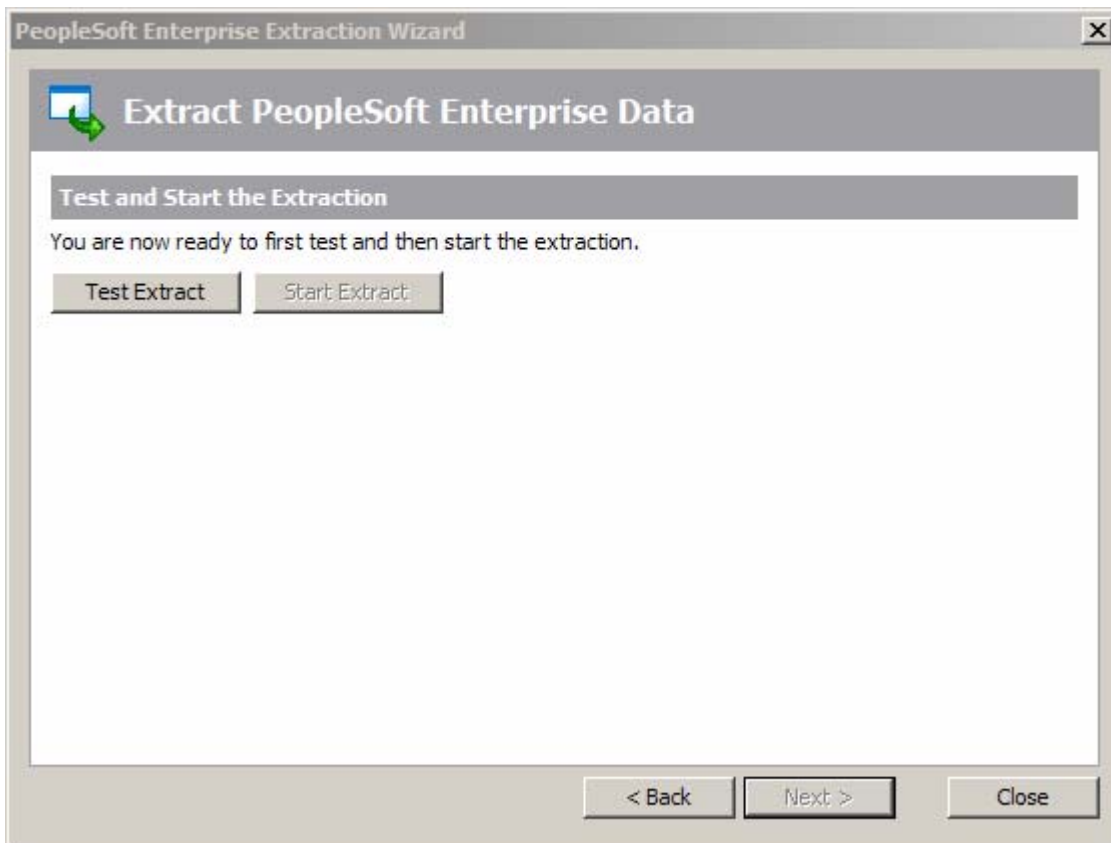 PeopleSoft Enterprise Extraction Wizard
Extract PeopleSoft Enterprise Data
Test and Start the Extraction
You are now ready to first test and then start the extraction.
Test Extract Start Extract
< Back Next > Close